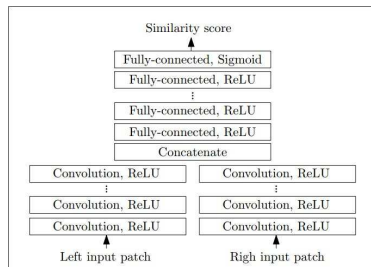 Similarity score
Fully-connected, Sigmoid
Fully-connected, ReLU
⋮
Fully-connected, ReLU
Fully-connected, ReLU
Concatenate
Convolution, ReLU Convolution, ReLU
⋮ ⋮
Convolution, ReLU Convolution, ReLU
Convolution, ReLU Convolution, ReLU
Left input patch Righ input patch